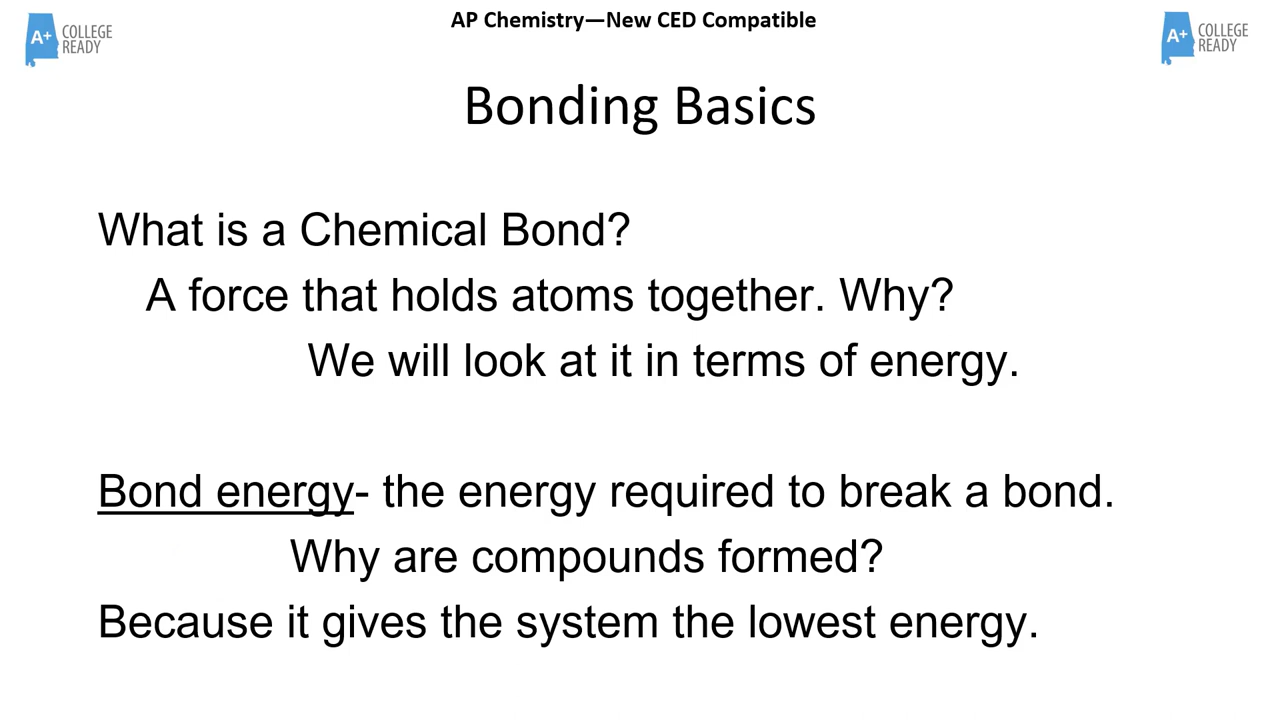 AP Chemistry—New CED Compatible
A+ COLLEGE
READY
A+ COLLEGE
READY
Bonding Basics
What is a Chemical Bond?
A force that holds atoms together. Why?
We will look at it in terms of energy.
Bond energy- the energy required to break a bond.
Why are compounds formed?
Because it gives the system the lowest energy.